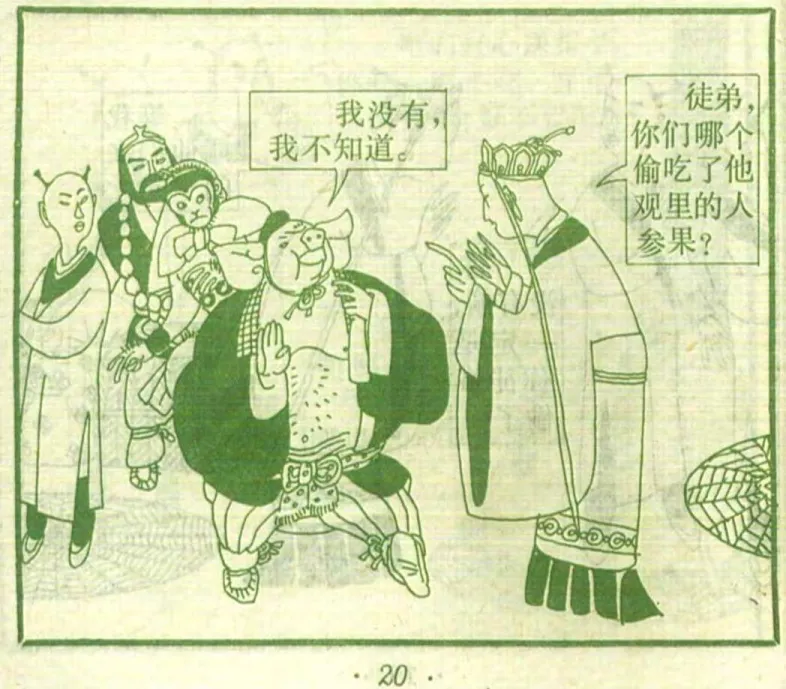 徒弟,
你们哪个
偷吃了他
观里的人
参果?
我没有,
我不知道。
· 20 ·